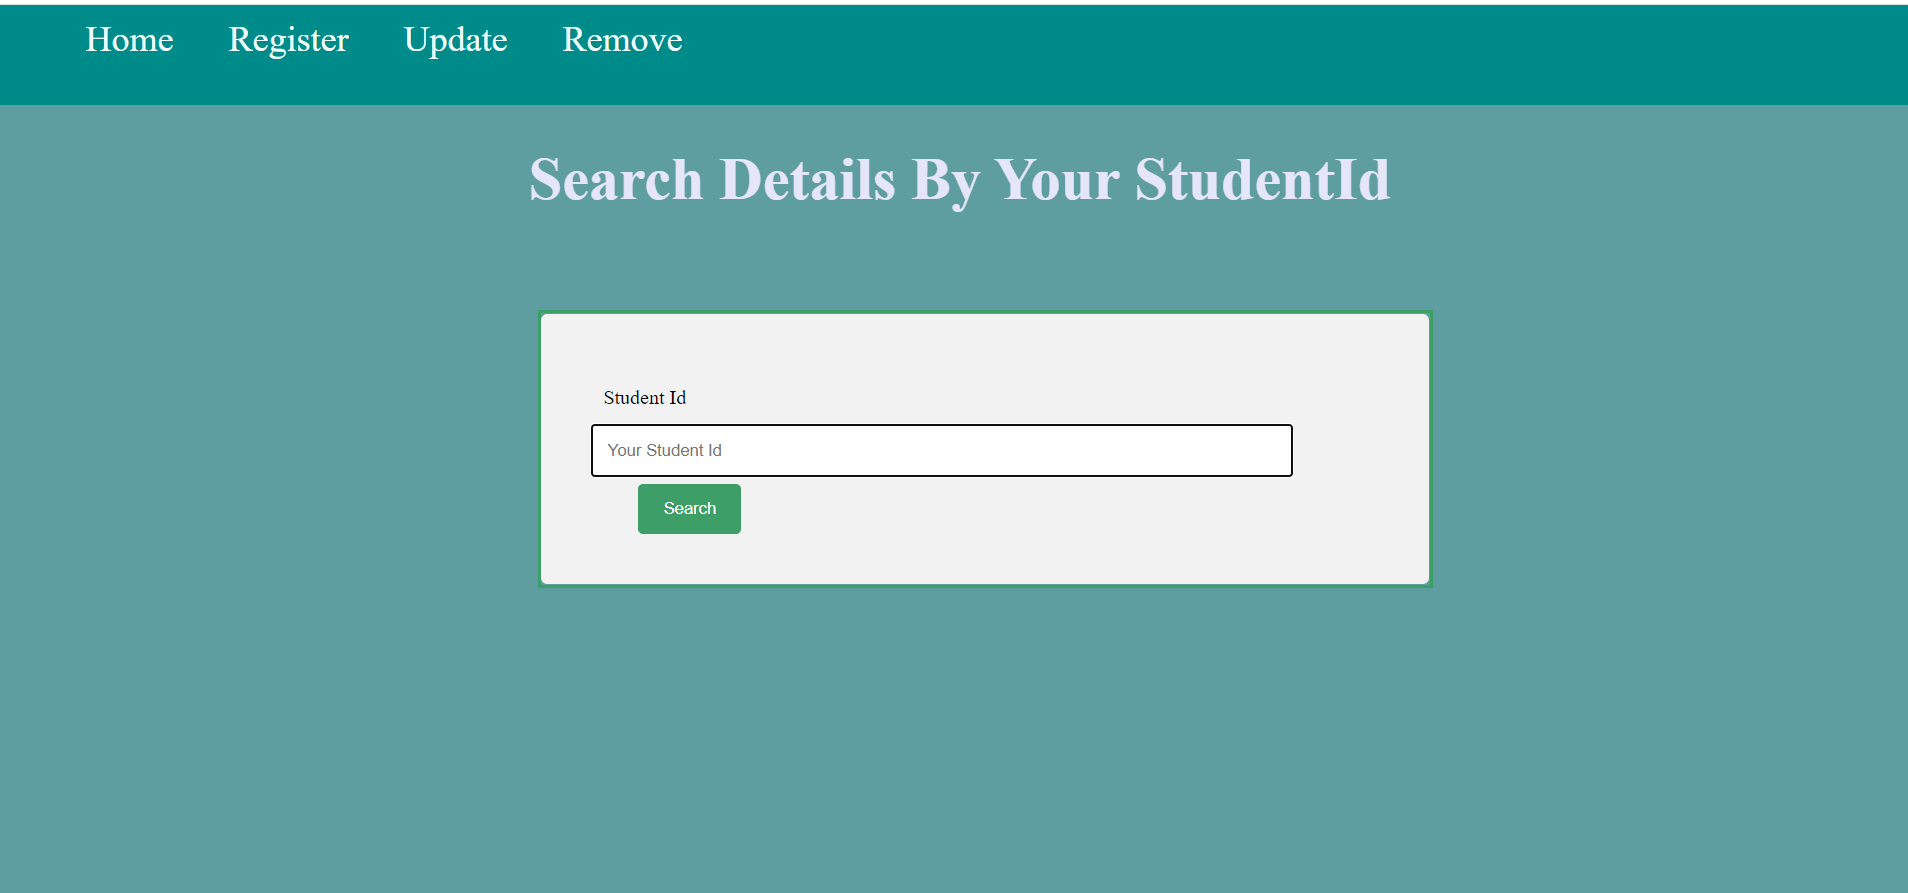 Home Register Update Remove
Search Details By Your StudentId
Student Id
Your Student Id
Search